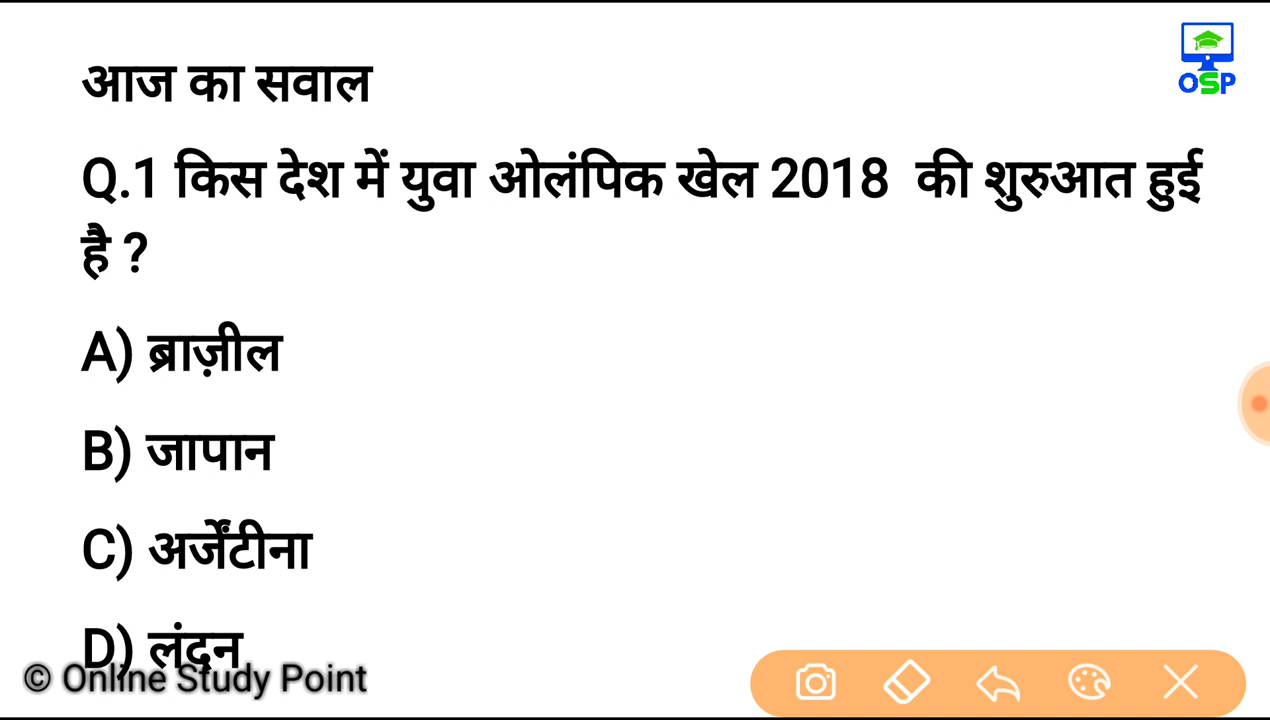 आज का सवाल
OSP
Q.1 किस देश में युवा ओलंपिक खेल 2018 की शुरुआत हुई
है ?
A) ब्राज़ील
B) जापान
C) अर्जेंटीना
D) लंदन
© Online Study Point